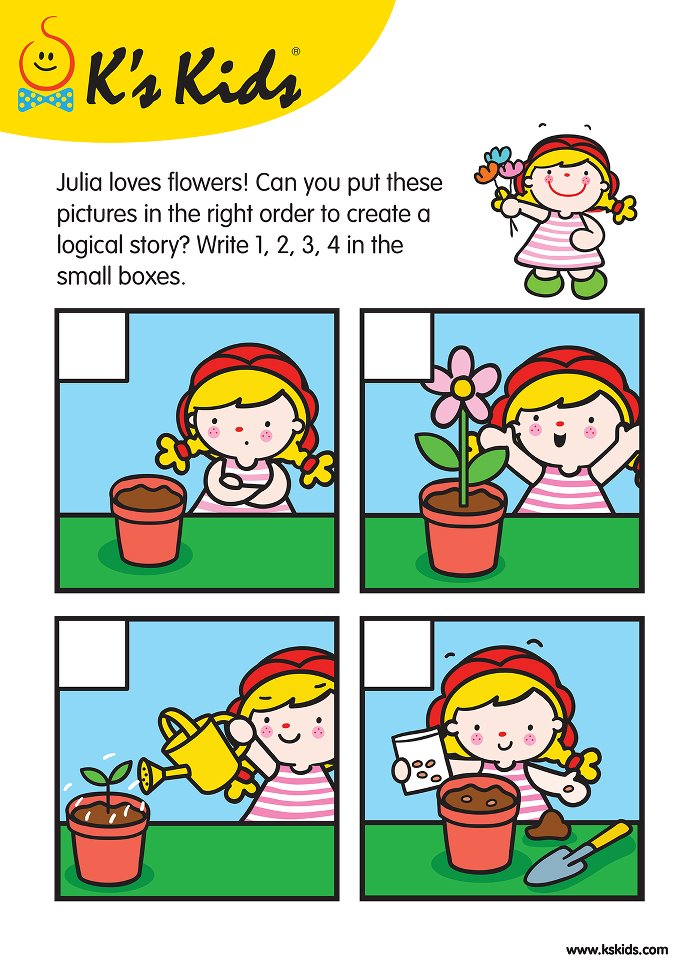 K's Kids®
Julia loves flowers! Can you put these
pictures in the right order to create a
logical story? Write 1, 2, 3, 4 in the
small boxes.
www.kskids.com